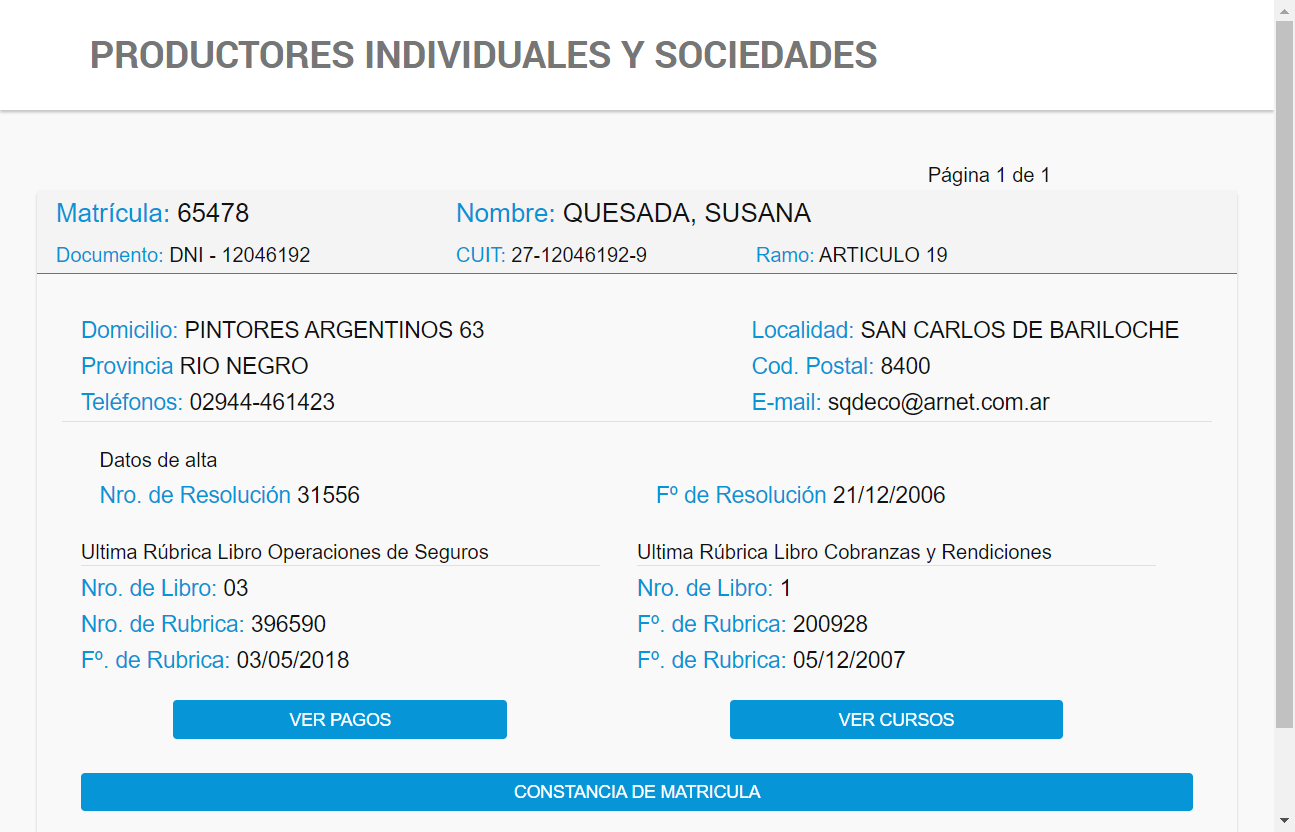 PRODUCTORES INDIVIDUALES Y SOCIEDADES
Página 1 de 1
Matrícula: 65478 Nombre: QUESADA, SUSANA
Documento: DNI - 12046192 CUIT: 27-12046192-9 Ramo: ARTICULO 19
Domicilio: PINTORES ARGENTINOS 63 Localidad: SAN CARLOS DE BARILOCHE
Provincia RIO NEGRO Cod. Postal: 8400
Teléfonos: 02944-461423 E-mail: sqdeco@arnet.com.ar
Datos de alta
Nro. de Resolución 31556 Fº de Resolución 21/12/2006
Ultima Rúbrica Libro Operaciones de Seguros Ultima Rúbrica Libro Cobranzas y Rendiciones
Nro. de Libro: 03 Nro. de Libro: 1
Nro. de Rubrica: 396590 Fº. de Rubrica: 200928
Fº. de Rubrica: 03/05/2018 Fº. de Rubrica: 05/12/2007
VER PAGOS VER CURSOS
CONSTANCIA DE MATRICULA